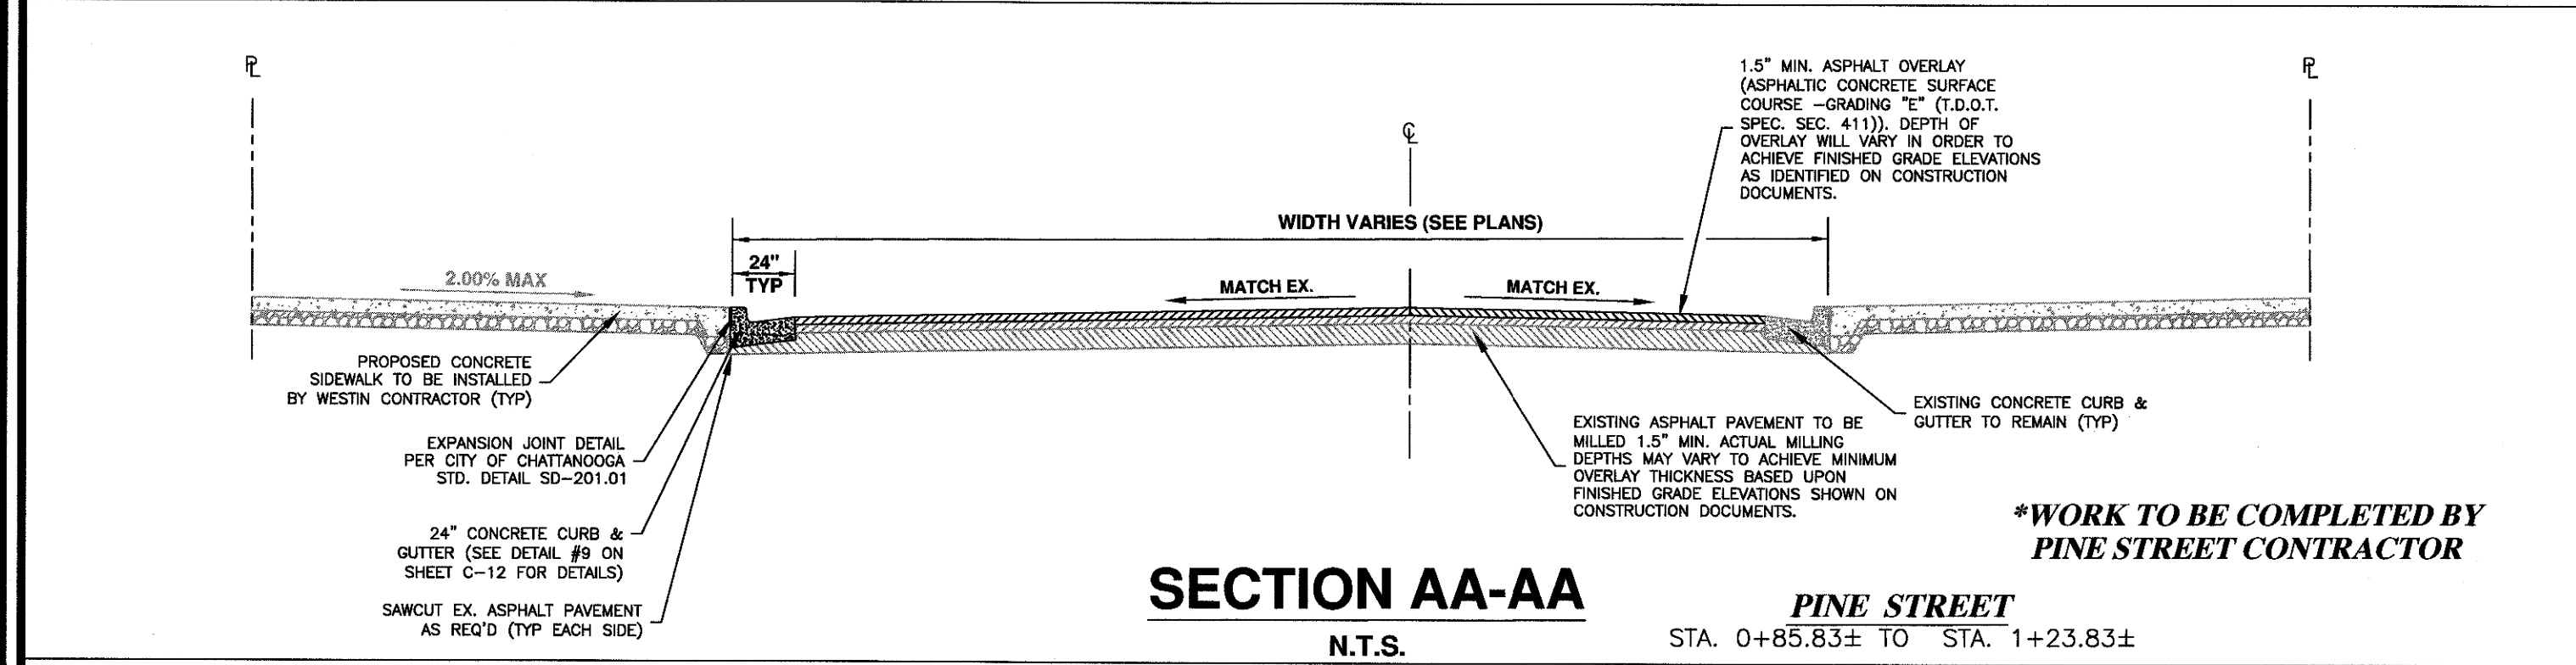 PL
PL
CL
1.5" MIN. ASPHALT OVERLAY
(ASPHALTIC CONCRETE SURFACE
COURSE -GRADING "E" (T.D.O.T.
SPEC. SEC. 411)). DEPTH OF
OVERLAY WILL VARY IN ORDER TO
ACHIEVE FINISHED GRADE ELEVATIONS
AS IDENTIFIED ON CONSTRUCTION
DOCUMENTS.
WIDTH VARIES (SEE PLANS)
24"
TYP
2.00% MAX
MATCH EX.
MATCH EX.
PROPOSED CONCRETE
SIDEWALK TO BE INSTALLED
BY WESTIN CONTRACTOR (TYP)
EXPANSION JOINT DETAIL
PER CITY OF CHATTANOOGA
STD. DETAIL SD-201.01
24" CONCRETE CURB &
GUTTER (SEE DETAIL #9 ON
SHEET C-12 FOR DETAILS)
SAWCUT EX. ASPHALT PAVEMENT
AS REQ'D (TYP EACH SIDE)
EXISTING ASPHALT PAVEMENT TO BE
MILLED 1.5" MIN. ACTUAL MILLING
DEPTHS MAY VARY TO ACHIEVE MINIMUM
OVERLAY THICKNESS BASED UPON
FINISHED GRADE ELEVATIONS SHOWN ON
CONSTRUCTION DOCUMENTS.
EXISTING CONCRETE CURB &
GUTTER TO REMAIN (TYP)
*WORK TO BE COMPLETED BY
PINE STREET CONTRACTOR
SECTION AA-AA
N.T.S.
PINE STREET
STA. 0+85.83± TO STA. 1+23.83±